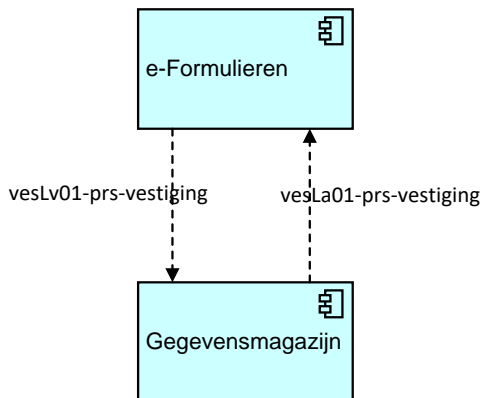 e-Formulieren
vesLv01-prs-vestiging
vesLa01-prs-vestiging
Gegevensmagazijn